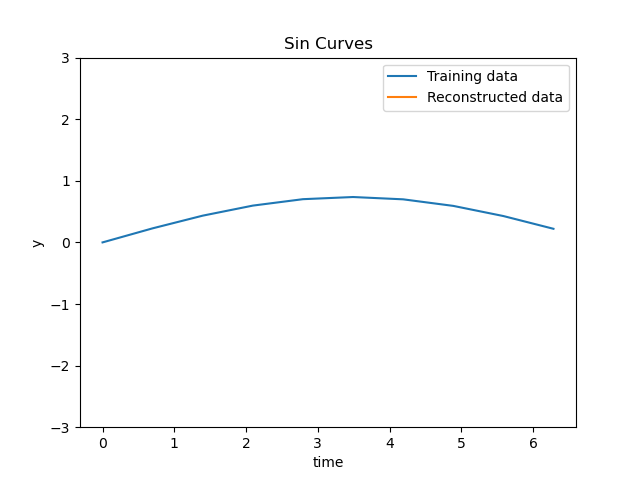 Sin Curves
Training data
Reconstructed data
3
2
1
0
−1
−2
−3
y
0 1 2 3 4 5 6
time